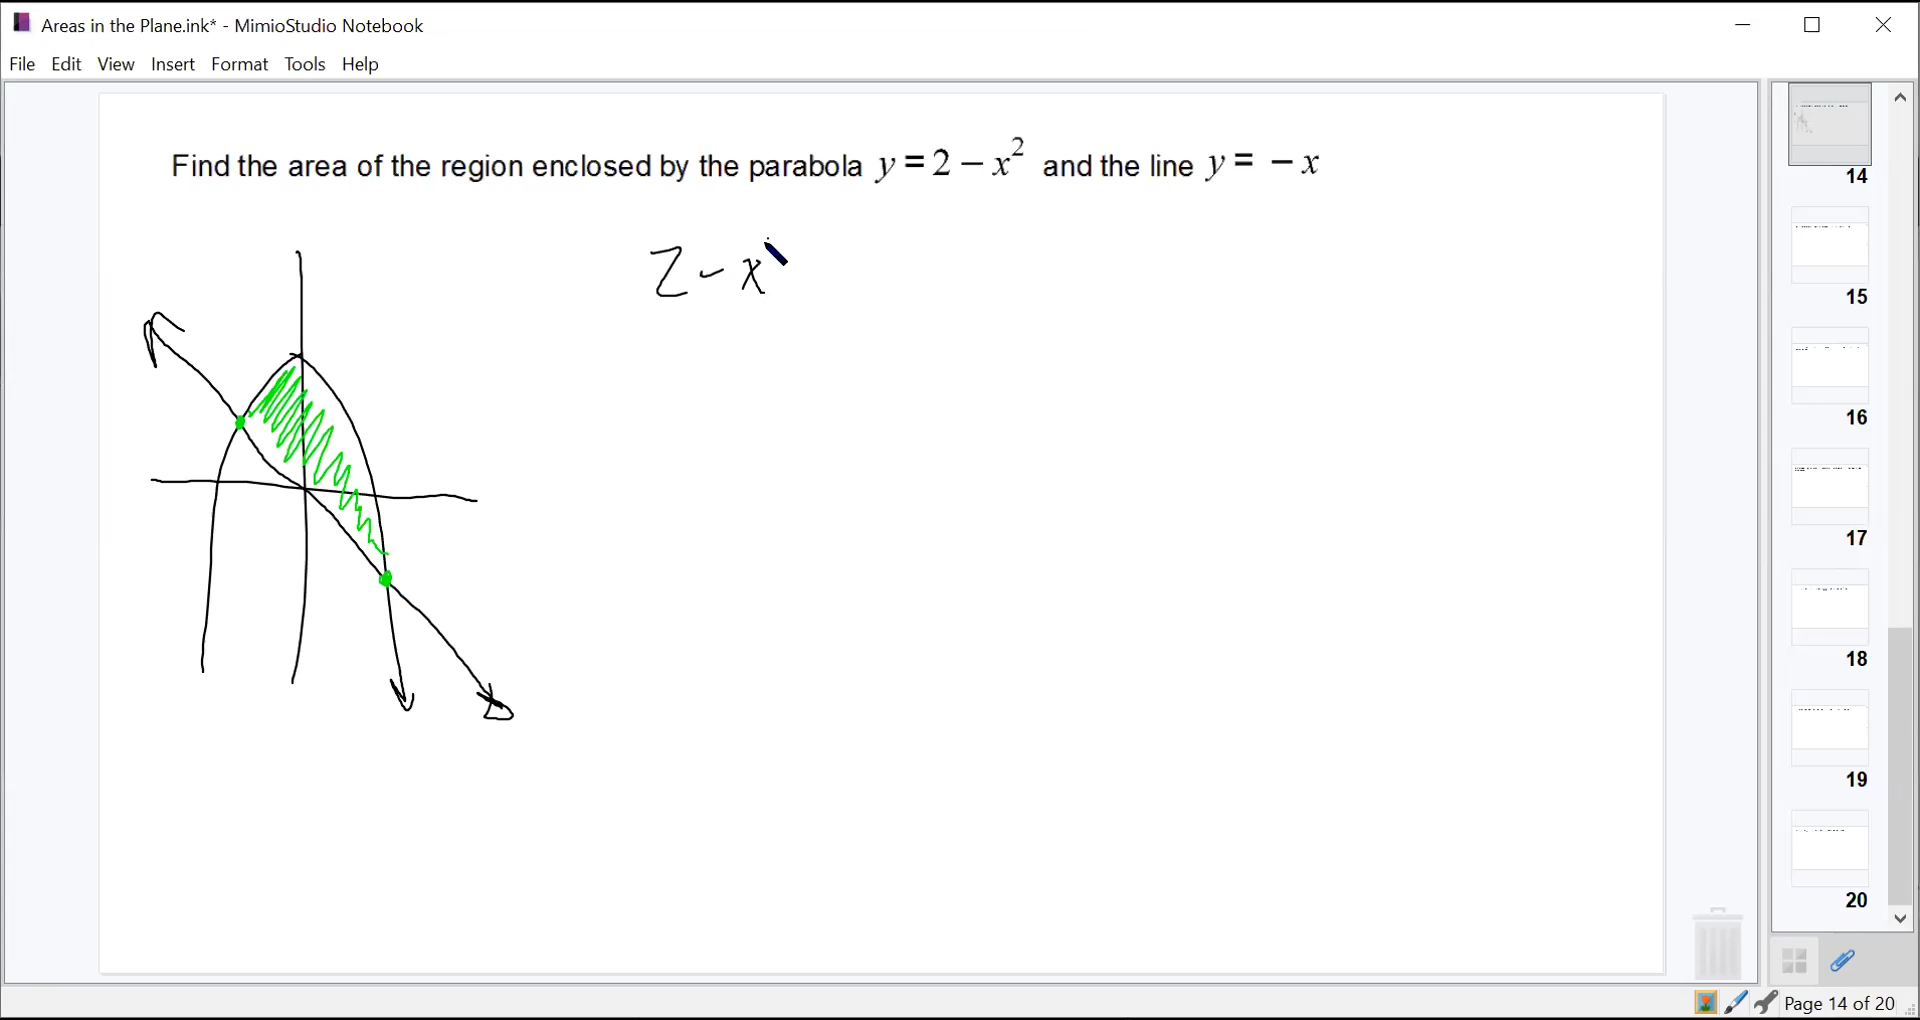 Areas in the Plane.ink* - MimioStudio Notebook
File Edit View Insert Format Tools Help
Find the area of the region enclosed by the parabola y = 2 − x² and the line y = − x
2 - x
14
15
16
17
18
19
20
Page 14 of 20